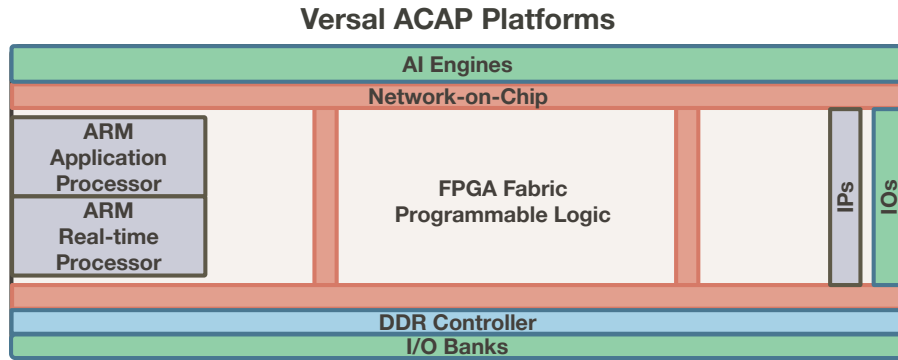 Versal ACAP Platforms
AI Engines
Network-on-Chip
ARM
Application
Processor
ARM
Real-time
Processor
FPGA Fabric
Programmable Logic
IPs
IOs
DDR Controller
I/O Banks